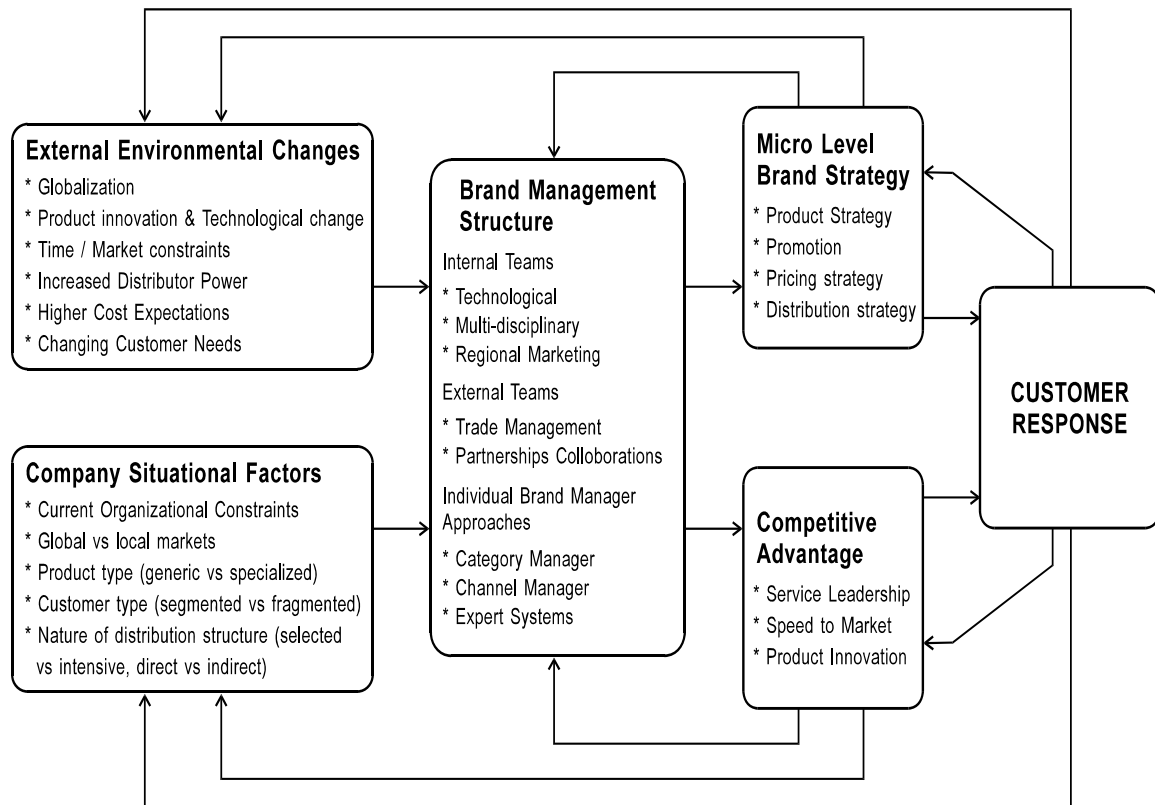 External Environmental Changes
* Globalization
* Product innovation & Technological change
* Time / Market constraints
* Increased Distributor Power
* Higher Cost Expectations
* Changing Customer Needs
Company Situational Factors
* Current Organizational Constraints
* Global vs local markets
* Product type (generic vs specialized)
* Customer type (segmented vs fragmented)
* Nature of distribution structure (selected
vs intensive, direct vs indirect)
Brand Management
Structure
Internal Teams
* Technological
* Multi-disciplinary
* Regional Marketing
External Teams
* Trade Management
* Partnerships Colloborations
Individual Brand Manager
Approaches
* Category Manager
* Channel Manager
* Expert Systems
Micro Level
Brand Strategy
* Product Strategy
* Promotion
* Pricing strategy
* Distribution strategy
Competitive
Advantage
* Service Leadership
* Speed to Market
* Product Innovation
CUSTOMER
RESPONSE